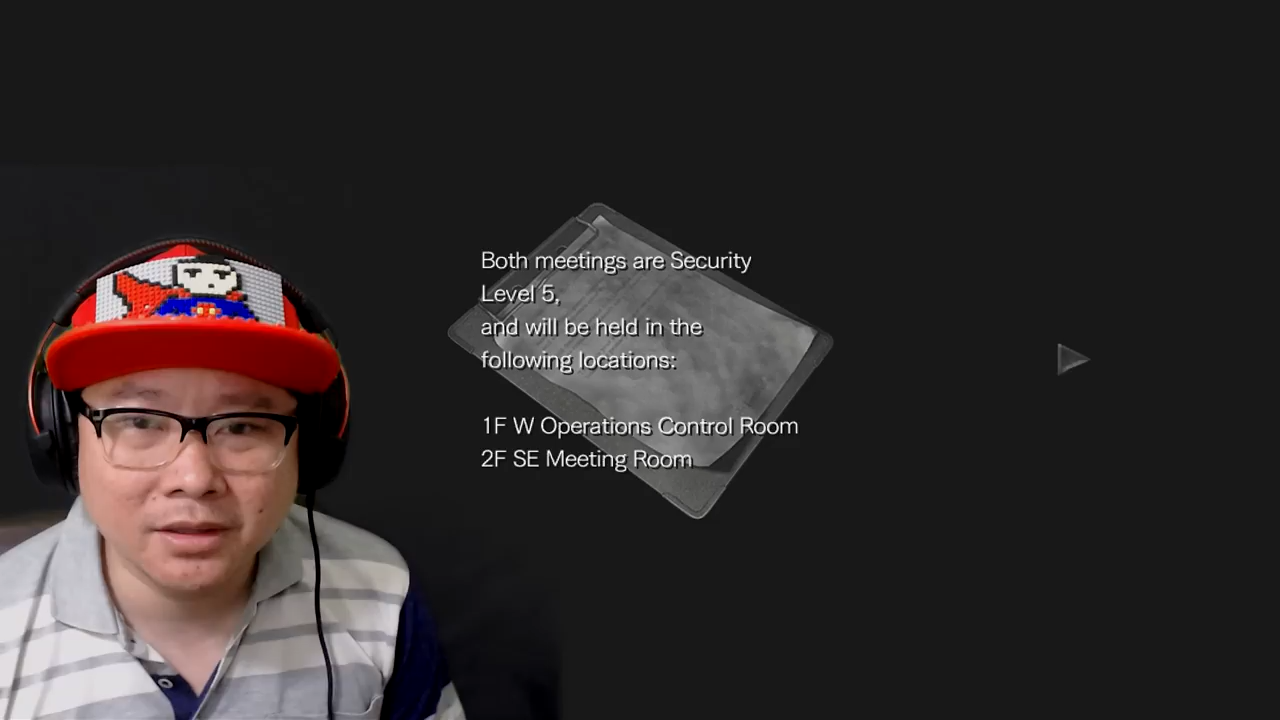 Both meetings are Security
Level 5,
and will be held in the
following locations:
1F W Operations Control Room
2F SE Meeting Room